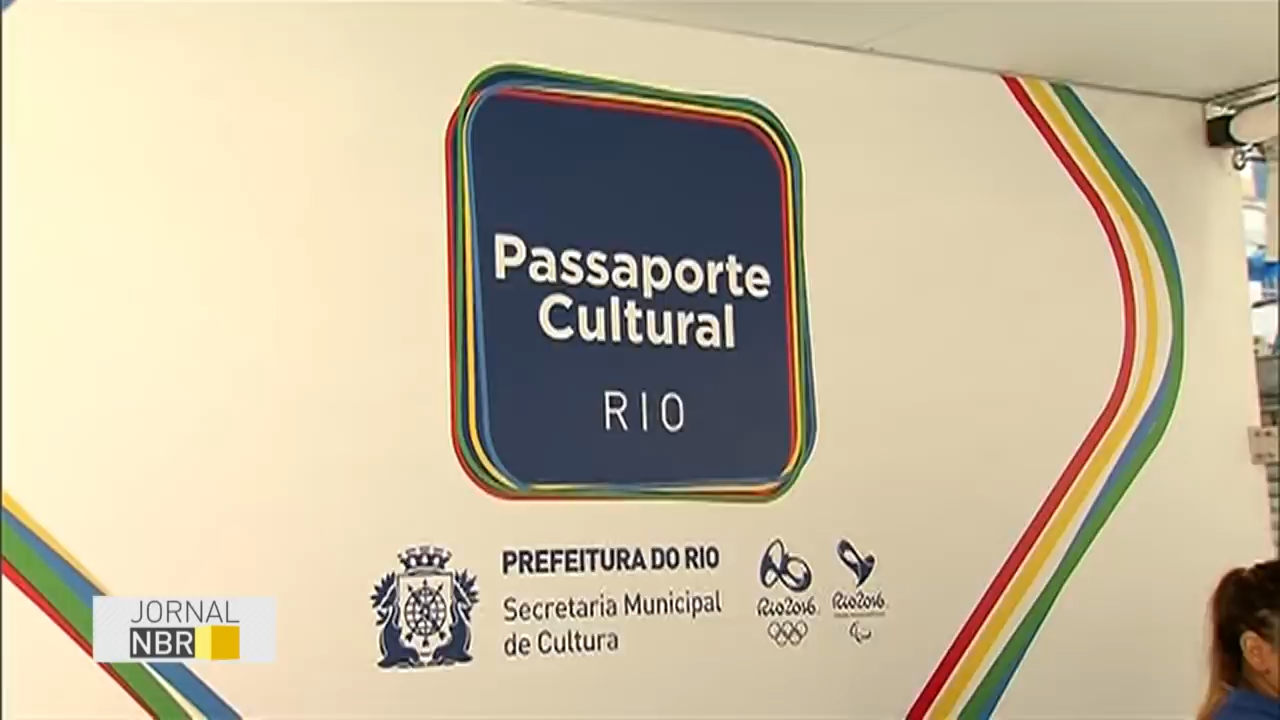 Passaporte
Cultural
RIO
PREFEITURA DO RIO
Secretaria Municipal
de Cultura
Rio2016
Rio2016
JORNAL
NBR